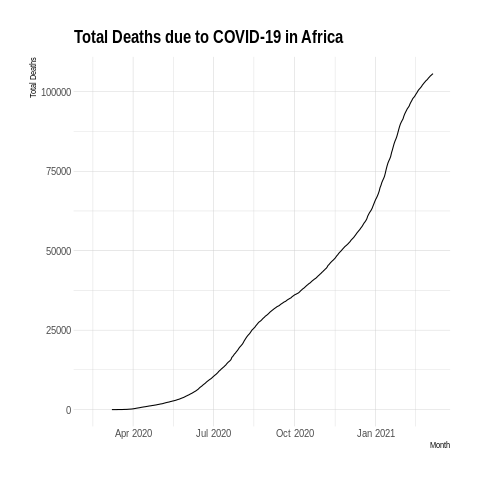 Total Deaths due to COVID-19 in Africa
Total Deaths
100000
75000
50000
25000
0
Apr 2020 Jul 2020 Oct 2020 Jan 2021
Month